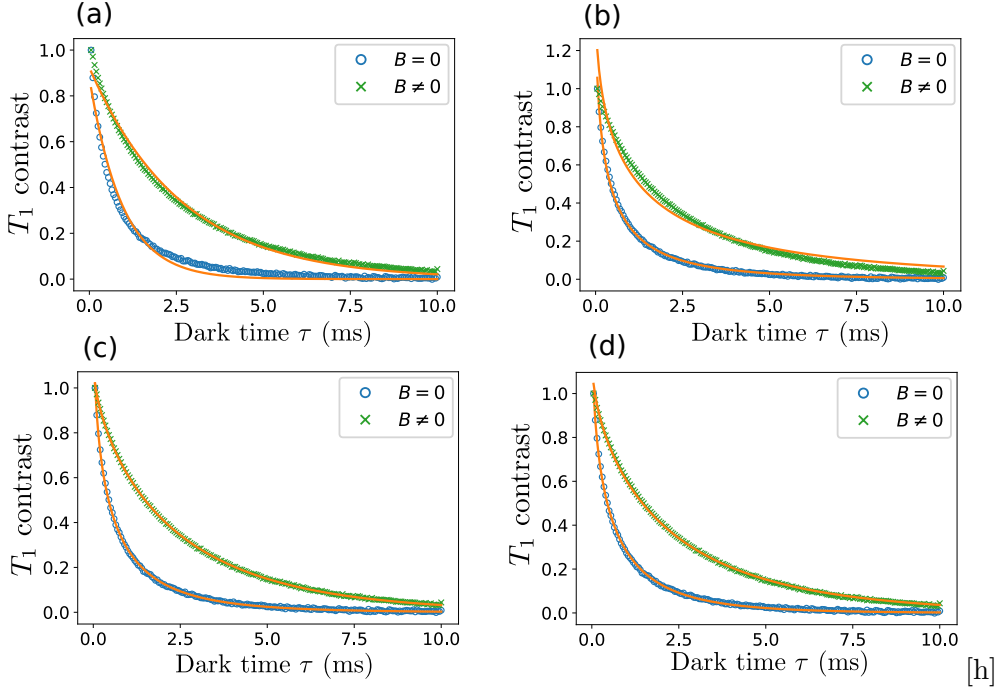 (a)
T₁ contrast
1.0
0.8
0.6
0.4
0.2
0.0
B = 0
B ≠ 0
0.0 2.5 5.0 7.5 10.0
Dark time τ (ms)
(b)
T₁ contrast
1.2
1.0
0.8
0.6
0.4
0.2
0.0
B = 0
B ≠ 0
0.0 2.5 5.0 7.5 10.0
Dark time τ (ms)
(c)
T₁ contrast
1.0
0.8
0.6
0.4
0.2
0.0
B = 0
B ≠ 0
0.0 2.5 5.0 7.5 10.0
Dark time τ (ms)
(d)
T₁ contrast
1.0
0.8
0.6
0.4
0.2
0.0
B = 0
B ≠ 0
0.0 2.5 5.0 7.5 10.0
Dark time τ (ms)
[h]